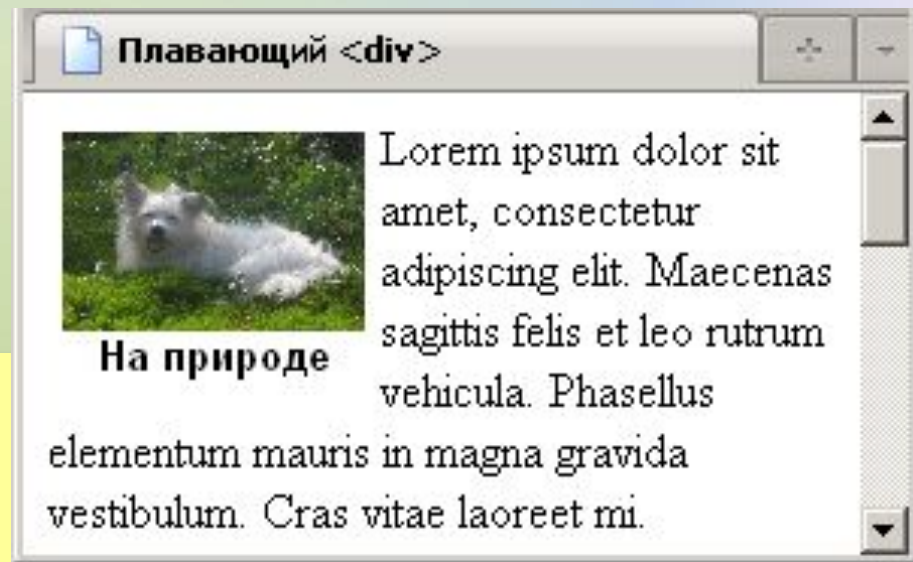 Плавающий <div>
Lorem ipsum dolor sit
amet, consectetur
adipiscing elit. Maecenas
sagittis felis et leo rutrum
vehicula. Phasellus
На природе
elementum mauris in magna gravida
vestibulum. Cras vitae laoreet mi.